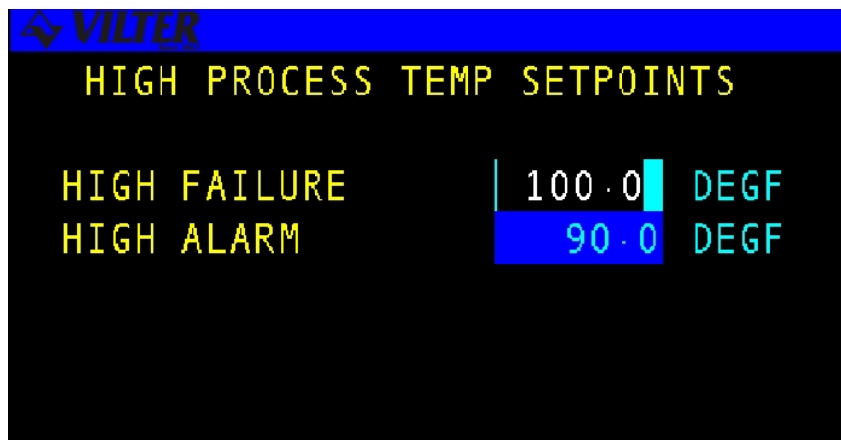 VILTER
HIGH PROCESS TEMP SETPOINTS
HIGH FAILURE 100.0 DEGF
HIGH ALARM 90.0 DEGF